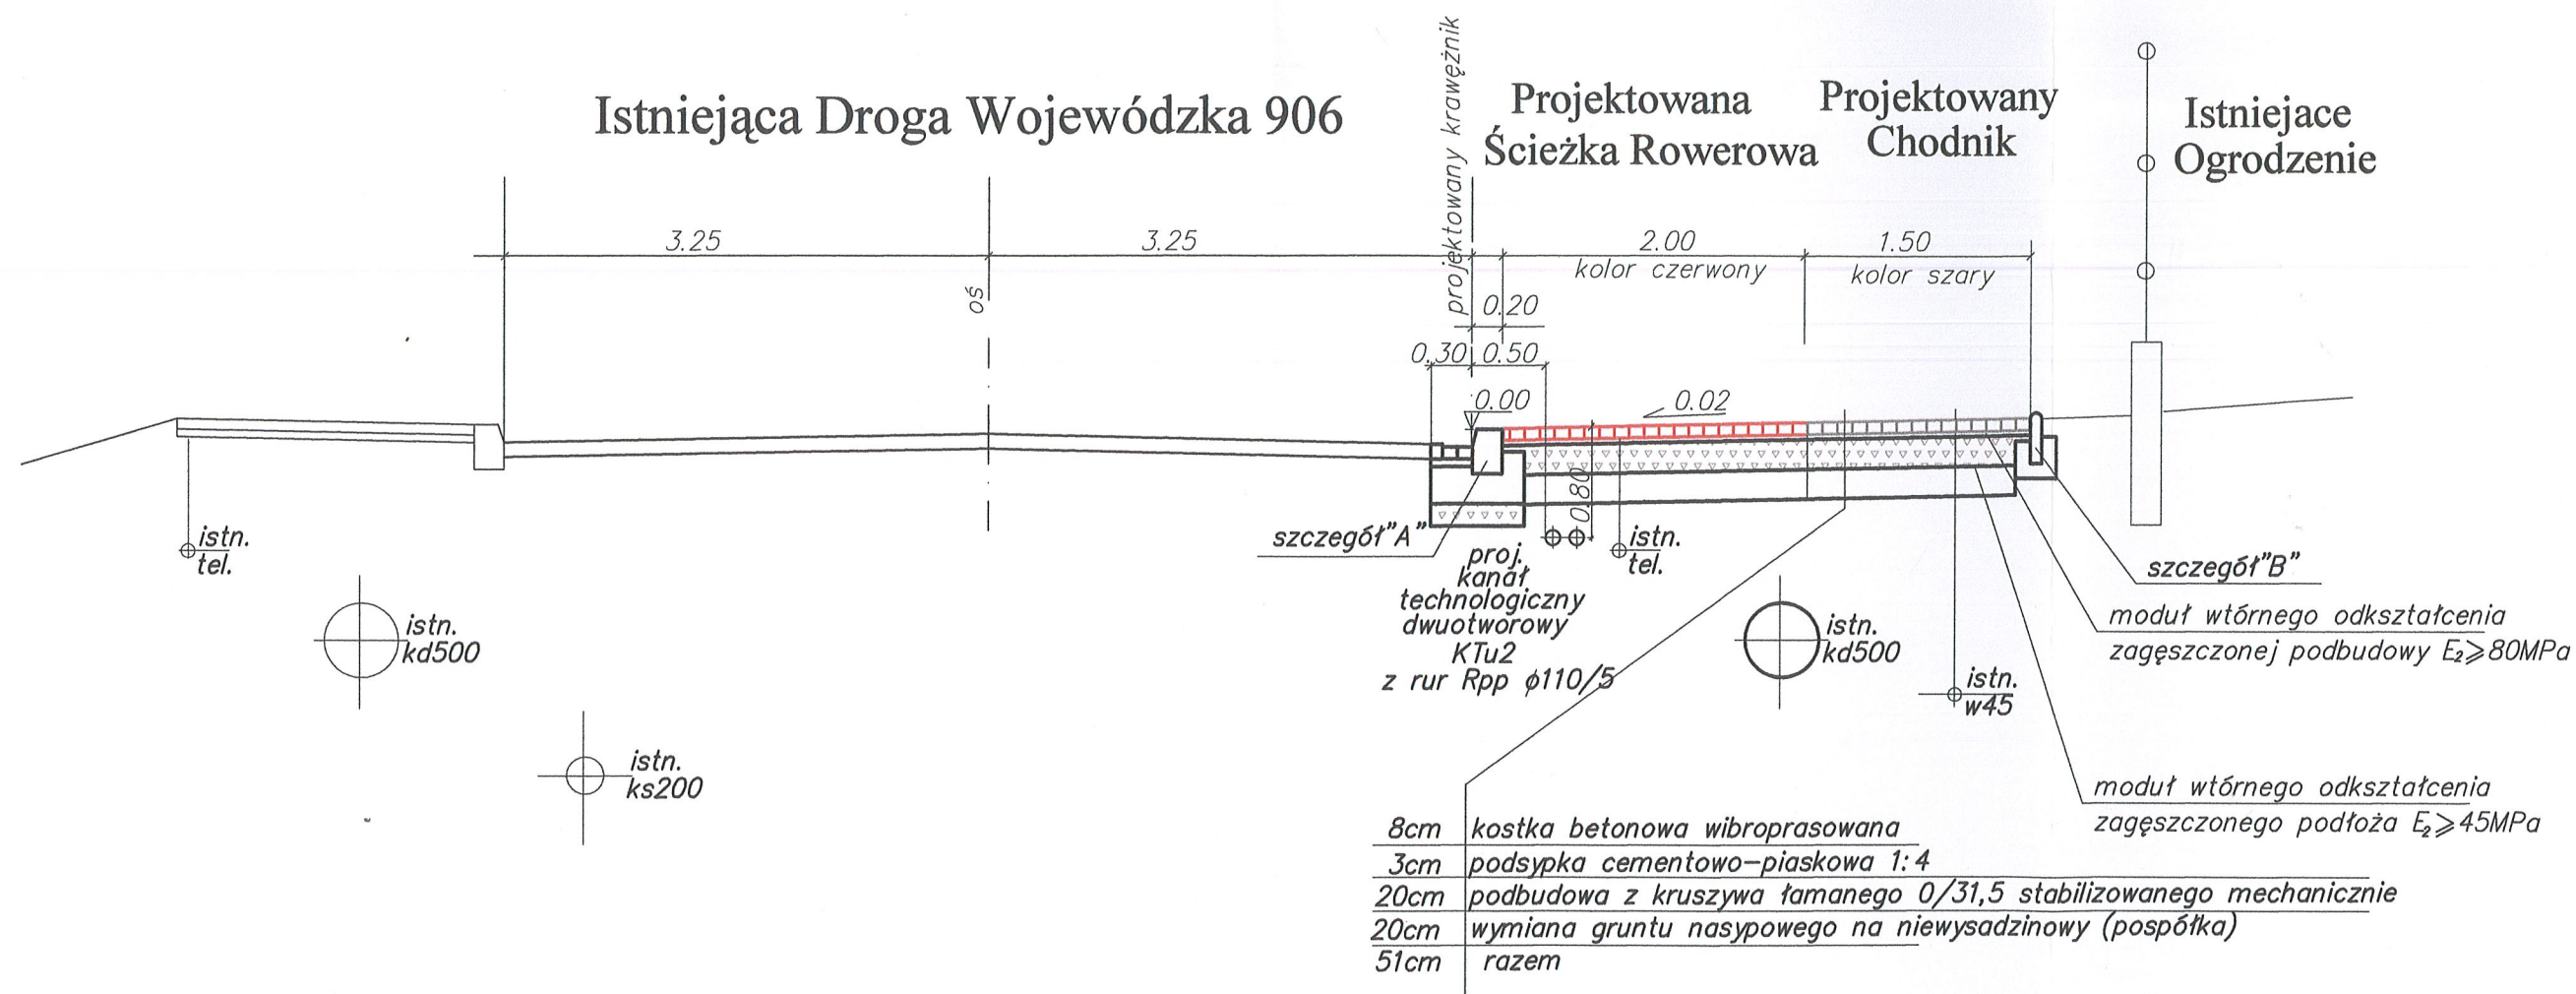 Istniejąca Droga Wojewódzka 906
projektowany krawężnik
Projektowana
Ścieżka Rowerowa
Projektowany
Chodnik
Istniejace
Ogrodzenie
3.25
3.25
2.00
1.50
kolor czerwony
kolor szary
oś
0.20
0.30
0.50
0.00
0.02
0.80
istn.
tel.
szczegół"A"
istn.
tel.
proj.
kanał
technologiczny
dwuotworowy
KTu2
z rur Rpp ϕ110/5
szczegół"B"
istn.
kd500
istn.
kd500
moduł wtórnego odkształcenia
zagęszczonej podbudowy E₂⩾80MPa
istn.
w45
istn.
ks200
moduł wtórnego odkształcenia
zagęszczonego podłoża E₂⩾45MPa
8cm kostka betonowa wibroprasowana
3cm podsypka cementowo-piaskowa 1:4
20cm podbudowa z kruszywa łamanego 0/31,5 stabilizowanego mechanicznie
20cm wymiana gruntu nasypowego na niewysadzinowy (pospółka)
51cm razem